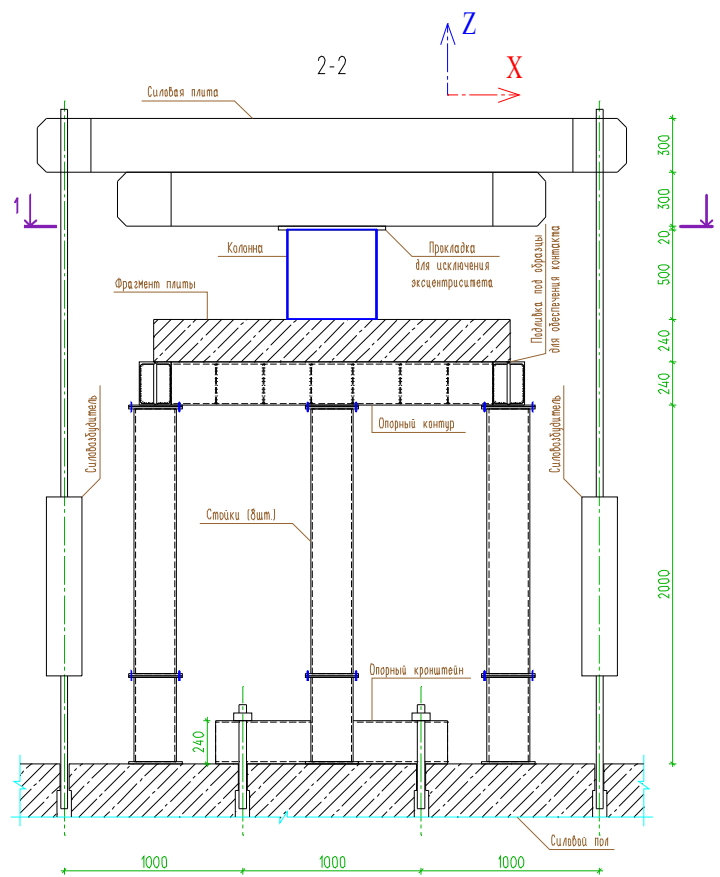 Z
2-2
X
Силовая плита
300
300
1
20
Колонна
Прокладка
для исключения
эксцентриситета
Подливка под образцы
для обеспечения контакта
500
Фрагмент плиты
240
240
Опорный контур
Силовозбудитель
Силовозбудитель
Стойки (8шт.)
2000
Опорный кронштейн
240
Силовой пол
1000
1000
1000